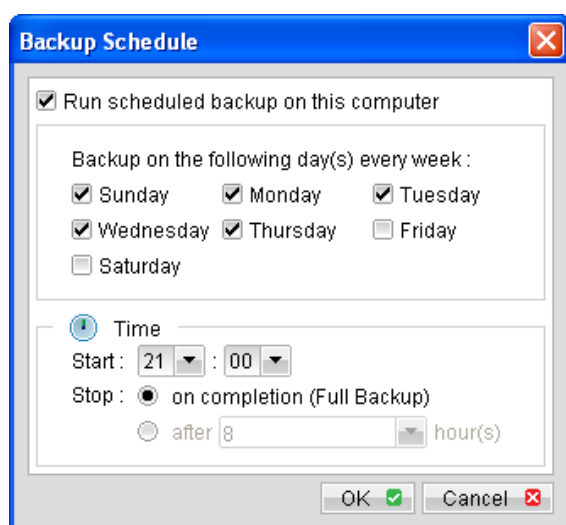 Backup Schedule
Run scheduled backup on this computer
Backup on the following day(s) every week :
Sunday Monday Tuesday
Wednesday Thursday Friday
Saturday
Time
Start : 21 : 00
Stop : on completion (Full Backup)
after 8 hour(s)
OK Cancel